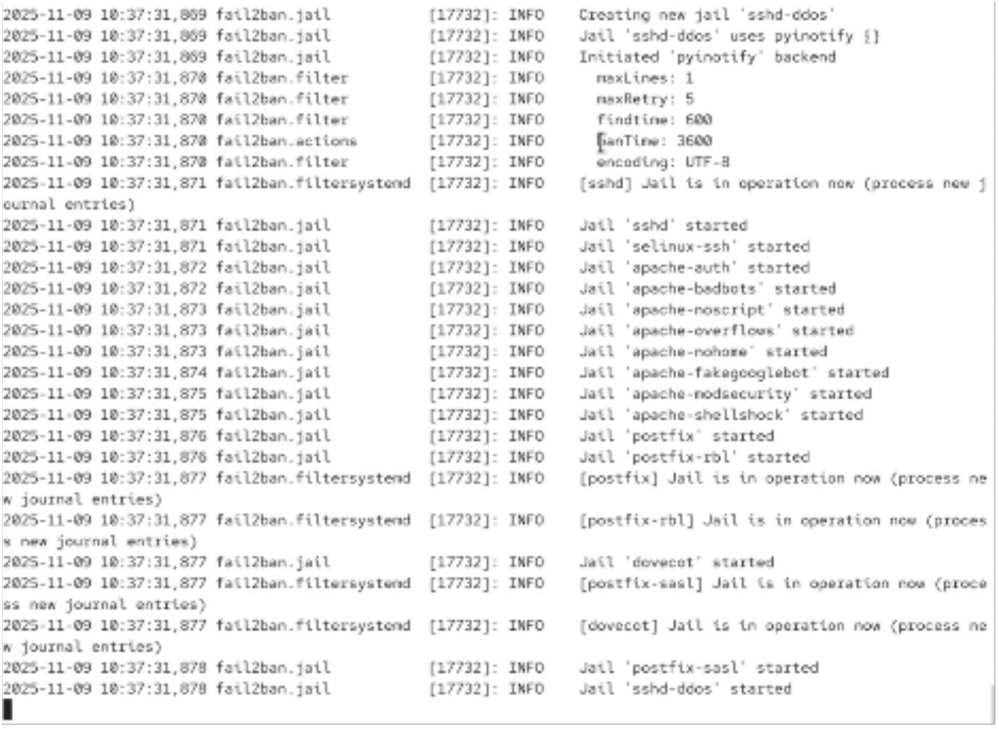 2025-11-09 10:37:31,869 fail2ban.jail [17732]: INFO Creating new jail 'sshd-ddos'
2025-11-09 10:37:31,869 fail2ban.jail [17732]: INFO Jail 'sshd-ddos' uses pyinotify {}
2025-11-09 10:37:31,869 fail2ban.jail [17732]: INFO Initiated 'pyinotify' backend
2025-11-09 10:37:31,870 fail2ban.filter [17732]: INFO maxLines: 1
2025-11-09 10:37:31,870 fail2ban.filter [17732]: INFO maxRetry: 5
2025-11-09 10:37:31,870 fail2ban.filter [17732]: INFO findtime: 600
2025-11-09 10:37:31,870 fail2ban.actions [17732]: INFO banTime: 3600
2025-11-09 10:37:31,870 fail2ban.filter [17732]: INFO encoding: UTF-8
2025-11-09 10:37:31,871 fail2ban.filtersystemd [17732]: INFO [sshd] Jail is in operation now (process new j
ournal entries)
2025-11-09 10:37:31,871 fail2ban.jail [17732]: INFO Jail 'sshd' started
2025-11-09 10:37:31,871 fail2ban.jail [17732]: INFO Jail 'selinux-ssh' started
2025-11-09 10:37:31,872 fail2ban.jail [17732]: INFO Jail 'apache-auth' started
2025-11-09 10:37:31,872 fail2ban.jail [17732]: INFO Jail 'apache-badbots' started
2025-11-09 10:37:31,873 fail2ban.jail [17732]: INFO Jail 'apache-noscript' started
2025-11-09 10:37:31,873 fail2ban.jail [17732]: INFO Jail 'apache-overflows' started
2025-11-09 10:37:31,873 fail2ban.jail [17732]: INFO Jail 'apache-nohome' started
2025-11-09 10:37:31,874 fail2ban.jail [17732]: INFO Jail 'apache-fakegooglebot' started
2025-11-09 10:37:31,875 fail2ban.jail [17732]: INFO Jail 'apache-modsecurity' started
2025-11-09 10:37:31,875 fail2ban.jail [17732]: INFO Jail 'apache-shellshock' started
2025-11-09 10:37:31,876 fail2ban.jail [17732]: INFO Jail 'postfix' started
2025-11-09 10:37:31,876 fail2ban.jail [17732]: INFO Jail 'postfix-rbl' started
2025-11-09 10:37:31,877 fail2ban.filtersystemd [17732]: INFO [postfix] Jail is in operation now (process ne
w journal entries)
2025-11-09 10:37:31,877 fail2ban.filtersystemd [17732]: INFO [postfix-rbl] Jail is in operation now (proces
s new journal entries)
2025-11-09 10:37:31,877 fail2ban.jail [17732]: INFO Jail 'dovecot' started
2025-11-09 10:37:31,877 fail2ban.filtersystemd [17732]: INFO [postfix-sasl] Jail is in operation now (proce
ss new journal entries)
2025-11-09 10:37:31,877 fail2ban.filtersystemd [17732]: INFO [dovecot] Jail is in operation now (process ne
w journal entries)
2025-11-09 10:37:31,878 fail2ban.jail [17732]: INFO Jail 'postfix-sasl' started
2025-11-09 10:37:31,878 fail2ban.jail [17732]: INFO Jail 'sshd-ddos' started